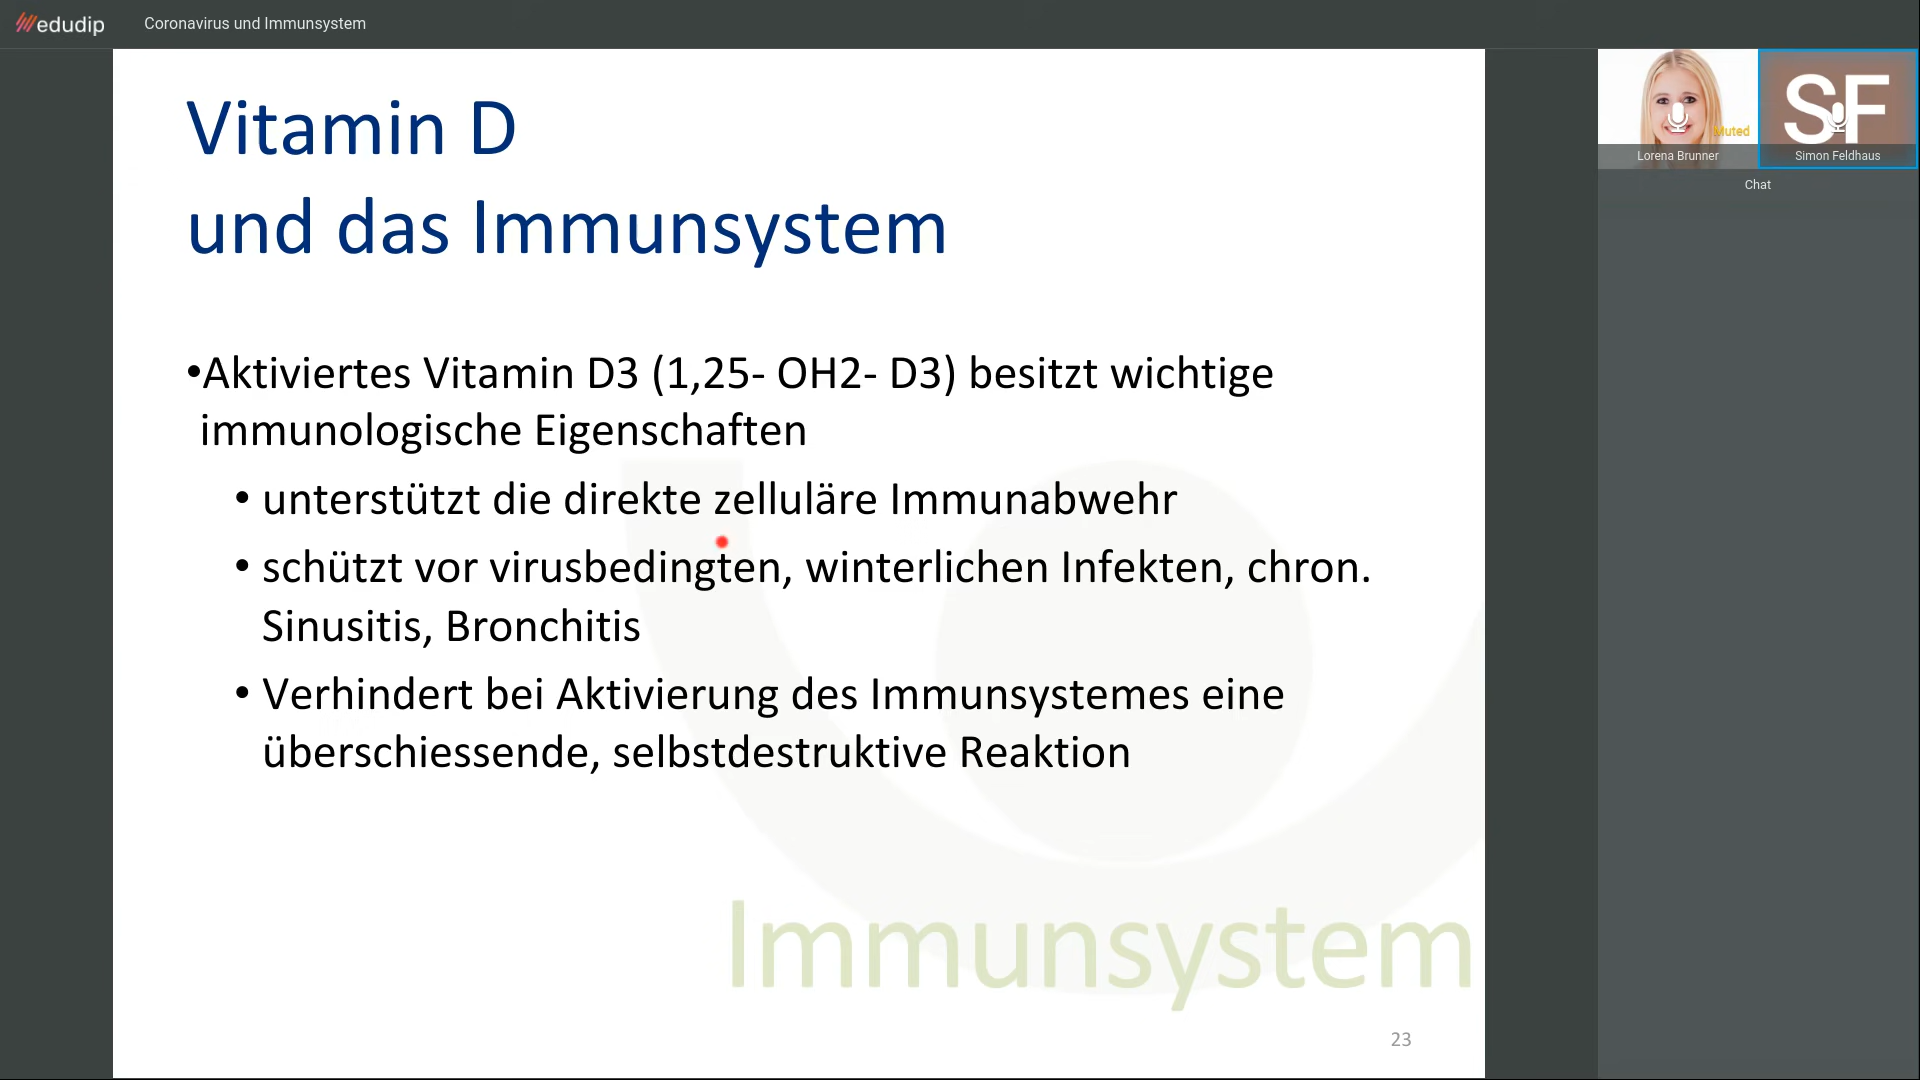 edudip
Coronavirus und Immunsystem
Vitamin D
und das Immunsystem
•Aktiviertes Vitamin D3 (1,25- OH2- D3) besitzt wichtige
immunologische Eigenschaften
• unterstützt die direkte zelluläre Immunabwehr
• schützt vor virusbedingten, winterlichen Infekten, chron.
Sinusitis, Bronchitis
• Verhindert bei Aktivierung des Immunsystemes eine
überschiessende, selbstdestruktive Reaktion
Immunsystem
23
SF
Muted
Lorena Brunner
Simon Feldhaus
Chat